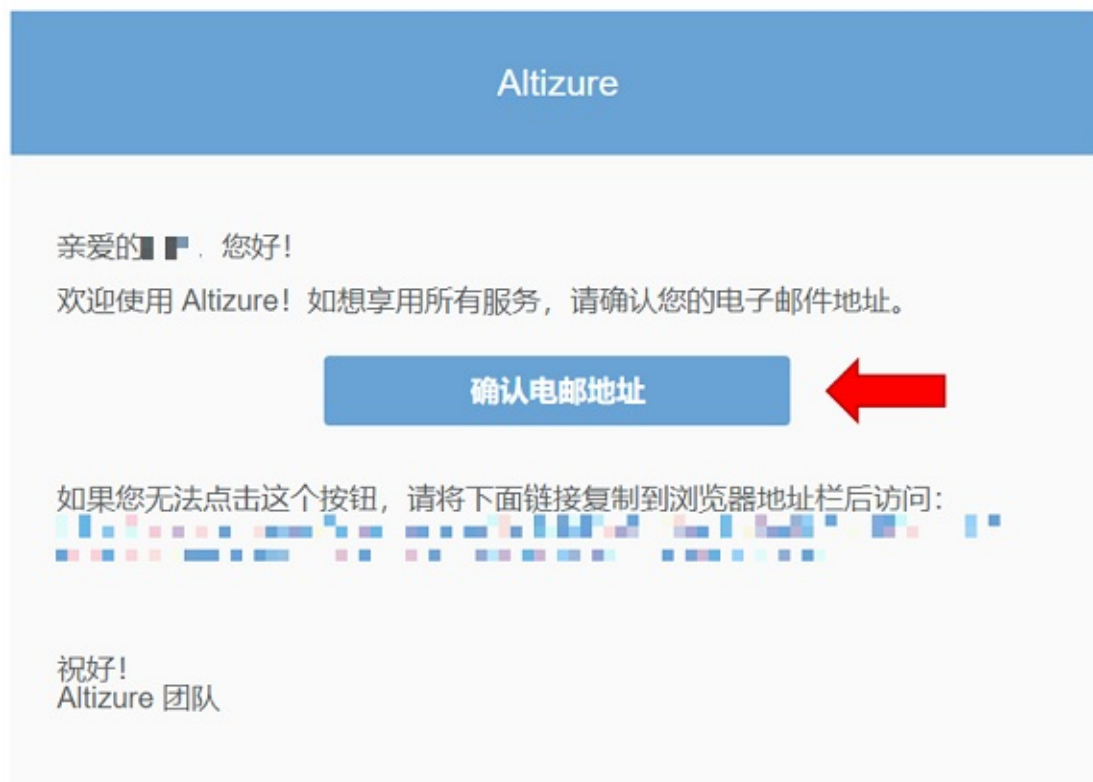 Altizure
亲爱的 , 您好！
欢迎使用 Altizure！如想享用所有服务，请确认您的电子邮件地址。
确认电邮地址
如果您无法点击这个按钮，请将下面链接复制到浏览器地址栏后访问：
祝好！
Altizure 团队